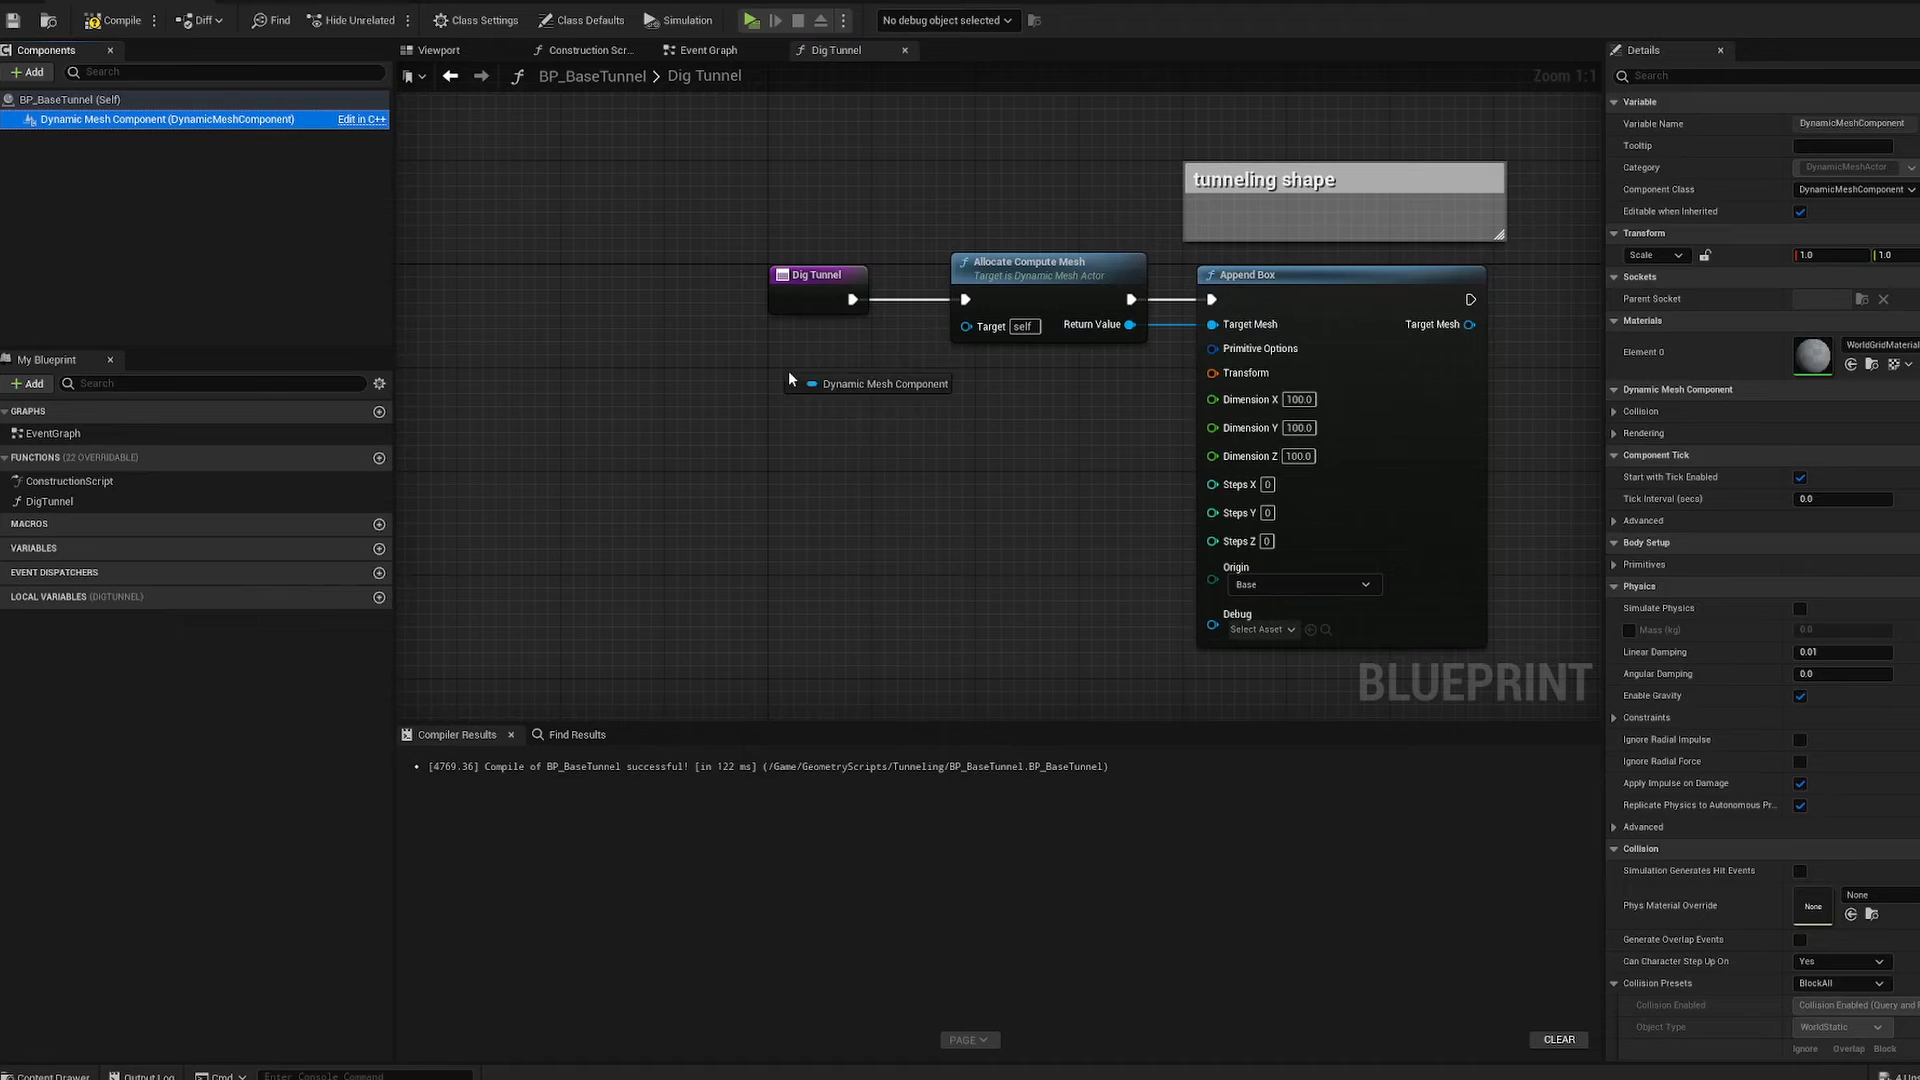 Compile
Diff
Find
Hide Unrelated
Class Settings
Class Defaults
Simulation
No debug object selected
Components
Add
Search
BP_BaseTunnel (Self)
Dynamic Mesh Component (DynamicMeshComponent)
Edit in C++
My Blueprint
Add
Search
GRAPHS
EventGraph
FUNCTIONS (22 OVERRIDABLE)
ConstructionScript
DigTunnel
MACROS
VARIABLES
EVENT DISPATCHERS
LOCAL VARIABLES (DIGTUNNEL)
Viewport
Construction Scr...
Event Graph
Dig Tunnel
BP_BaseTunnel > Dig Tunnel
Zoom 1:1
tunneling shape
Dig Tunnel
Allocate Compute Mesh
Target is Dynamic Mesh Actor
Target self
Return Value
Dynamic Mesh Component
Append Box
Target Mesh
Target Mesh
Primitive Options
Transform
Dimension X 100.0
Dimension Y 100.0
Dimension Z 100.0
Steps X 0
Steps Y 0
Steps Z 0
Origin
Base
Debug
Select Asset
BLUEPRINT
Compiler Results
Find Results
[4769.36] Compile of BP_BaseTunnel successful! [in 122 ms] (/Game/GeometryScripts/Tunneling/BP_BaseTunnel.BP_BaseTunnel)
PAGE
CLEAR
Details
Search
Variable
Variable Name DynamicMeshComponent
Tooltip
Category DynamicMeshActor
Component Class DynamicMeshComponent
Editable when Inherited
Transform
Scale 1.0 1.0
Sockets
Parent Socket
Materials
Element 0 WorldGridMaterial
Dynamic Mesh Component
Collision
Rendering
Component Tick
Start with Tick Enabled
Tick Interval (secs) 0.0
Advanced
Body Setup
Primitives
Physics
Simulate Physics
Mass (kg) 0.0
Linear Damping 0.01
Angular Damping 0.0
Enable Gravity
Constraints
Ignore Radial Impulse
Ignore Radial Force
Apply Impulse on Damage
Replicate Physics to Autonomous Pr...
Advanced
Collision
Simulation Generates Hit Events
Phys Material Override None None
Generate Overlap Events
Can Character Step Up On Yes
Collision Presets BlockAll
Collision Enabled Collision Enabled (Query and
Object Type WorldStatic
Ignore Overlap Block
Content Drawer
Output Log
Cmd
Enter Console Command